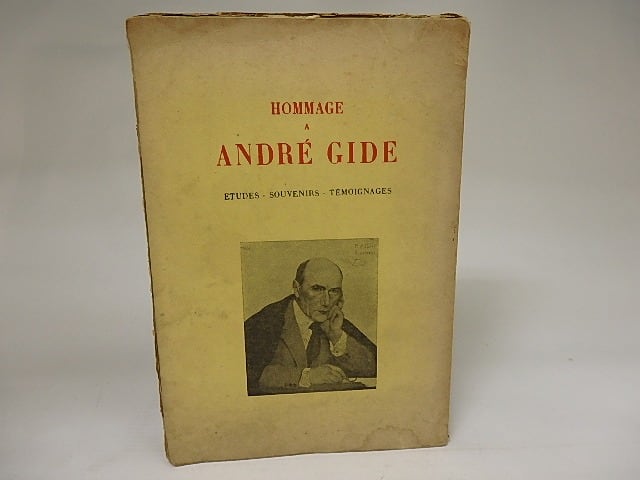 HOMMAGE
A
ANDRÉ GIDE
ETUDES - SOUVENIRS - TÉMOIGNAGES